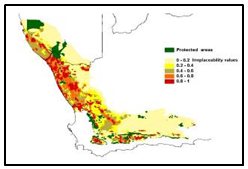 Protected areas
0 - 0.2 Irreplaceability values
0.2 - 0.4
0.4 - 0.6
0.6 - 0.8
0.8 - 1